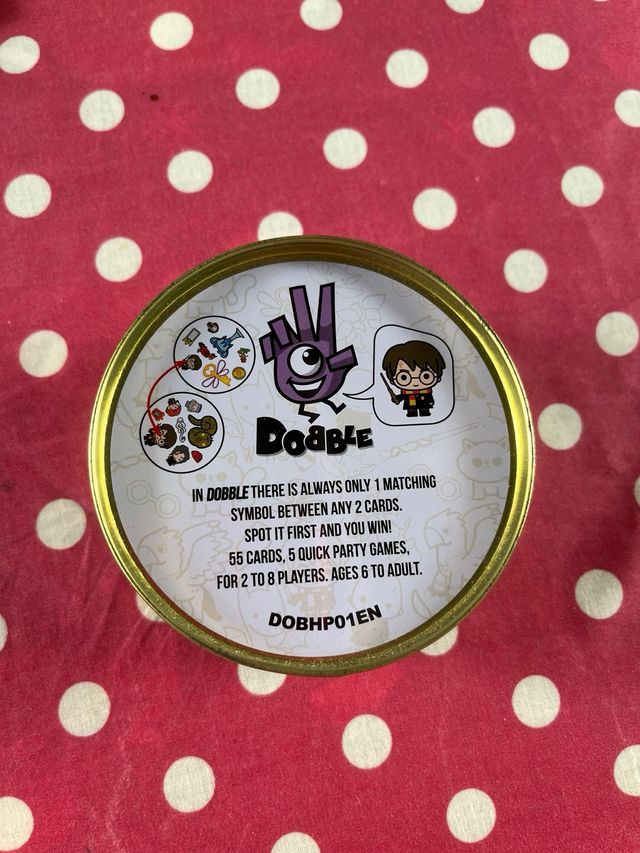 DOBBLE
IN DOBBLE THERE IS ALWAYS ONLY 1 MATCHING
SYMBOL BETWEEN ANY 2 CARDS.
SPOT IT FIRST AND YOU WIN!
55 CARDS, 5 QUICK PARTY GAMES,
FOR 2 TO 8 PLAYERS. AGES 6 TO ADULT.
DOBHP01EN